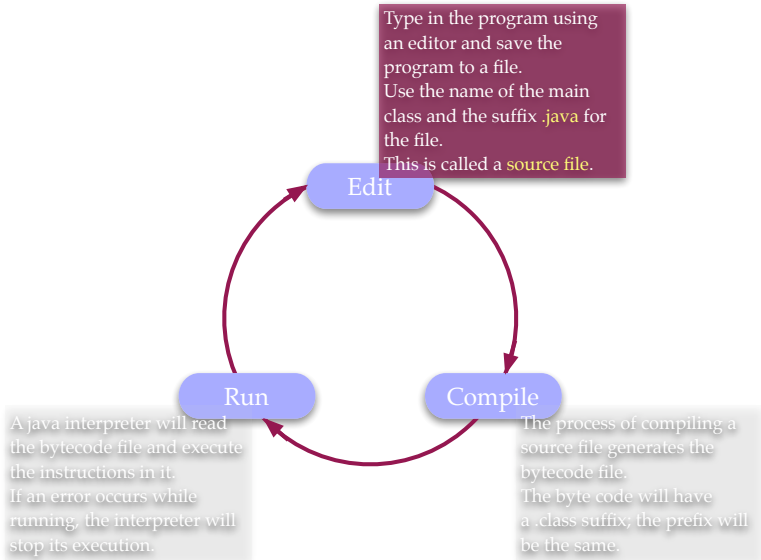 Type in the program using
an editor and save the
program to a file.
Use the name of the main
class and the suffix .java for
the file.
This is called a source file.
Edit
Run
Compile
A java interpreter will read
the bytecode file and execute
the instructions in it.
If an error occurs while
running, the interpreter will
stop its execution.
The process of compiling a
source file generates the
bytecode file.
The byte code will have
a .class suffix; the prefix will
be the same.